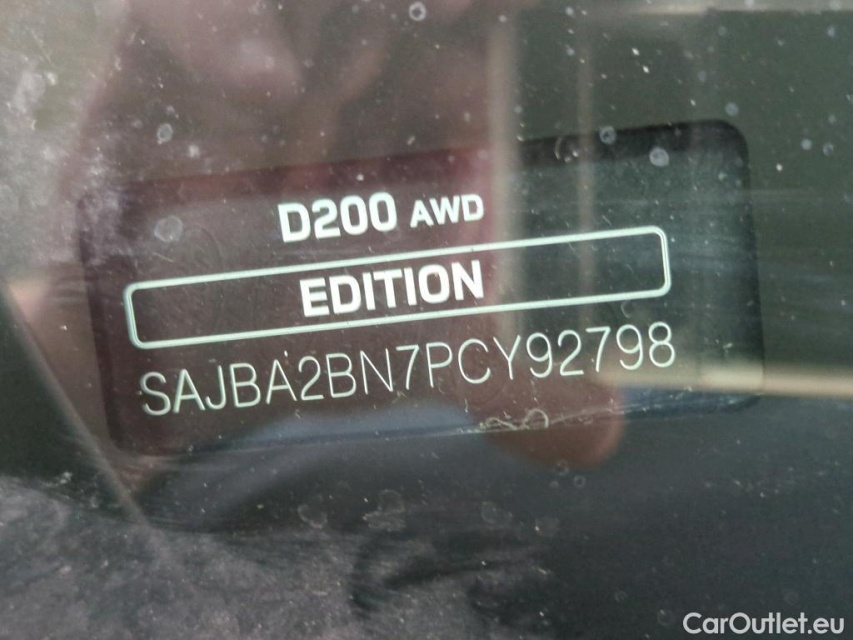 D200 AWD
EDITION
SAJBA2BN7PCY92798
CarOutlet.eu